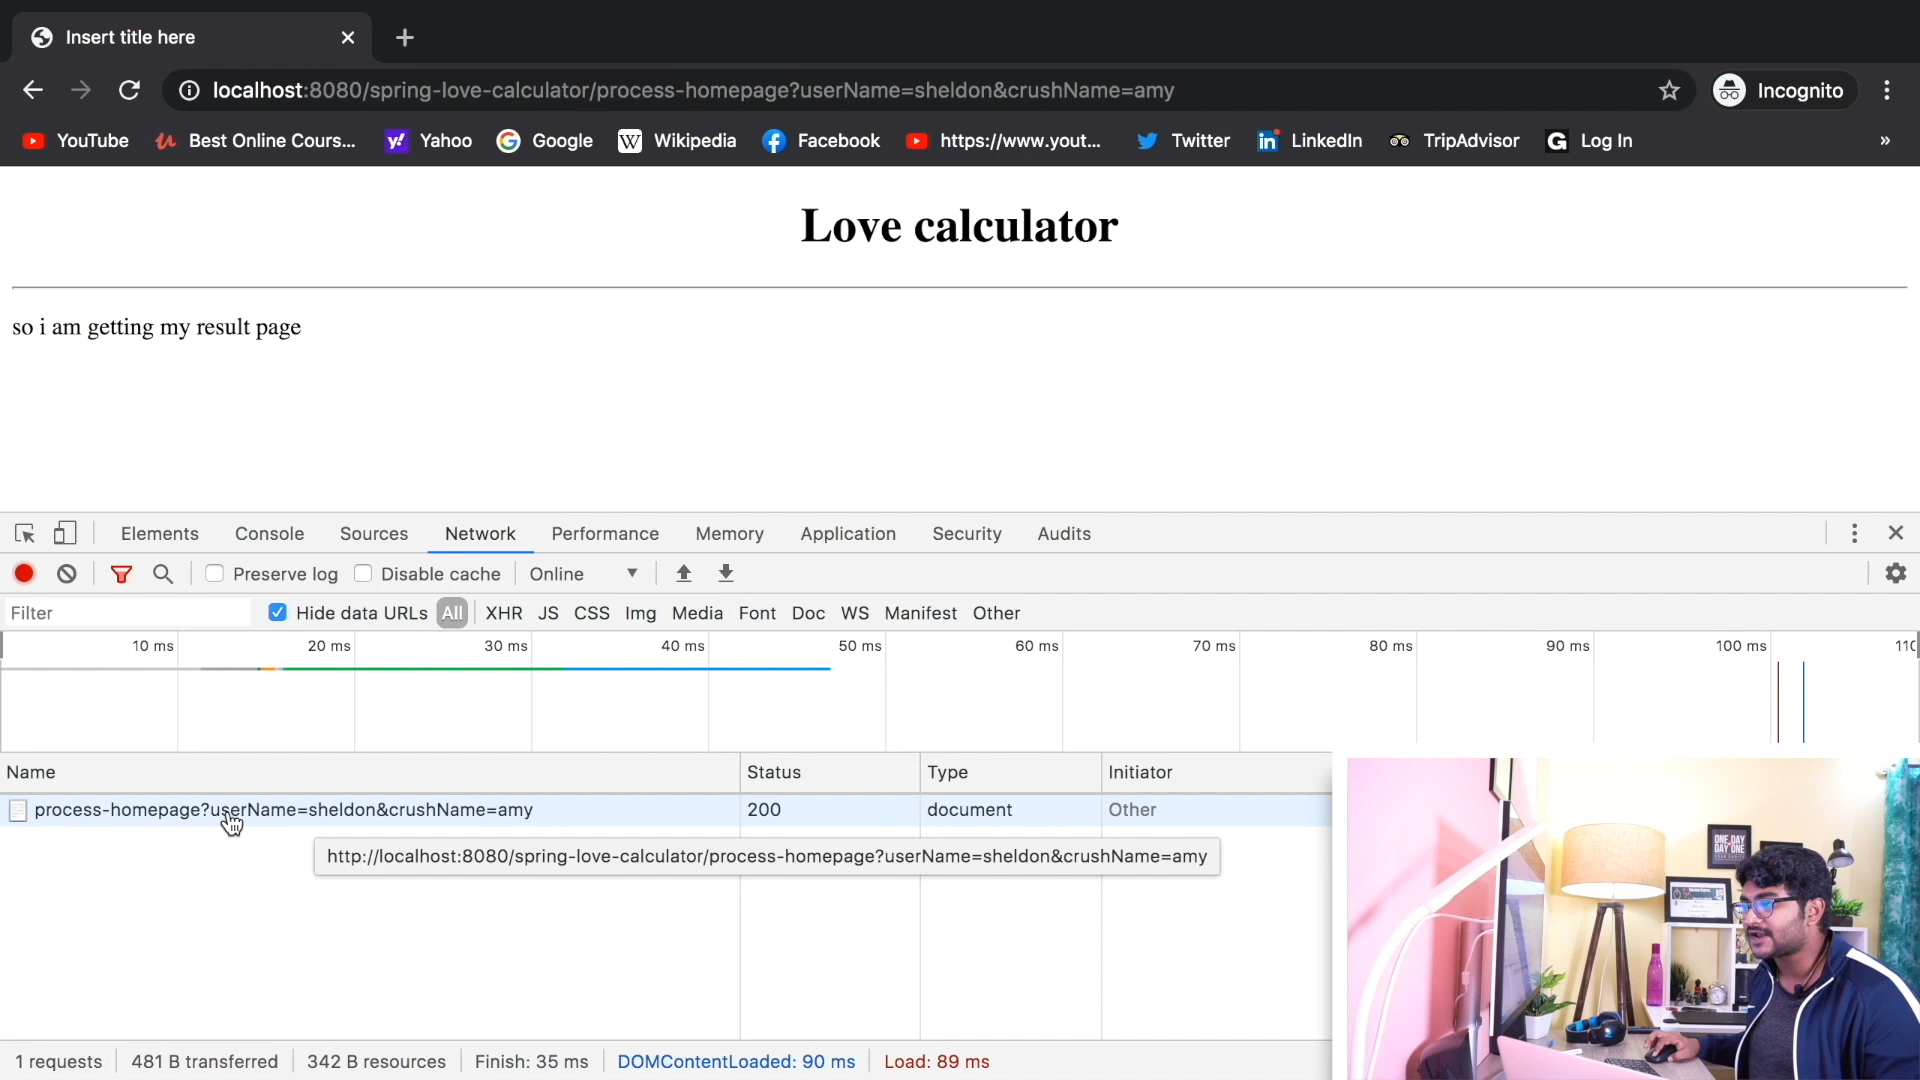 Insert title here
localhost:8080/spring-love-calculator/process-homepage?userName=sheldon&crushName=amy
Incognito
YouTube Best Online Cours... Yahoo Google Wikipedia Facebook https://www.yout... Twitter LinkedIn TripAdvisor Log In »
Love calculator
so i am getting my result page
Elements Console Sources Network Performance Memory Application Security Audits
Preserve log Disable cache Online
Filter Hide data URLs All XHR JS CSS Img Media Font Doc WS Manifest Other
10 ms 20 ms 30 ms 40 ms 50 ms 60 ms 70 ms 80 ms 90 ms 100 ms
Name Status Type Initiator
process-homepage?userName=sheldon&crushName=amy 200 document Other
http://localhost:8080/spring-love-calculator/process-homepage?userName=sheldon&crushName=amy
ONE DAY
DAY ONE
1 requests 481 B transferred 342 B resources Finish: 35 ms DOMContentLoaded: 90 ms Load: 89 ms